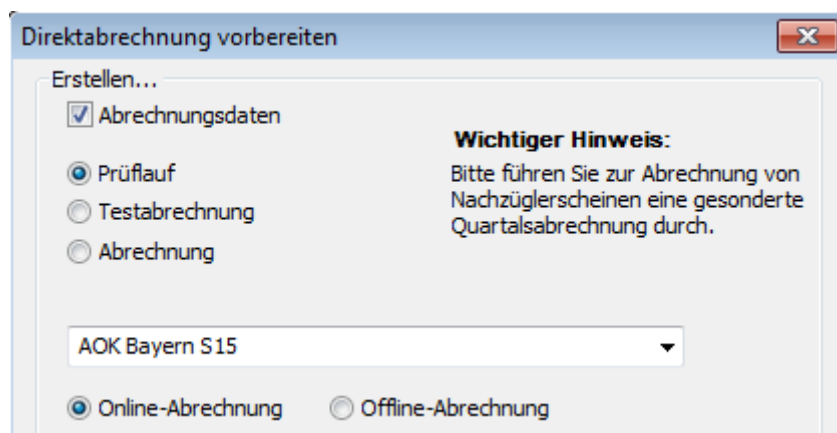 Direktabrechnung vorbereiten
Erstellen...
Abrechnungsdaten
Wichtiger Hinweis:
Prüflauf
Bitte führen Sie zur Abrechnung von
Nachzüglerscheinen eine gesonderte
Testabrechnung
Quartalsabrechnung durch.
Abrechnung
AOK Bayern S15
Online-Abrechnung Offline-Abrechnung